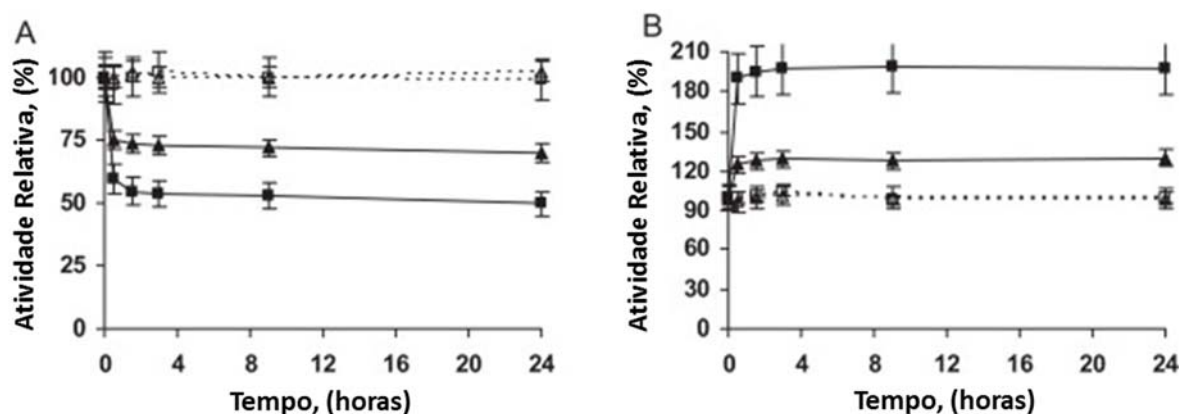 A
Atividade Relativa, (%)
100
75
50
25
0
0 4 8 12 16 20 24
Tempo, (horas)
B
Atividade Relativa, (%)
210
180
150
120
90
60
30
0
0 4 8 12 16 20 24
Tempo, (horas)